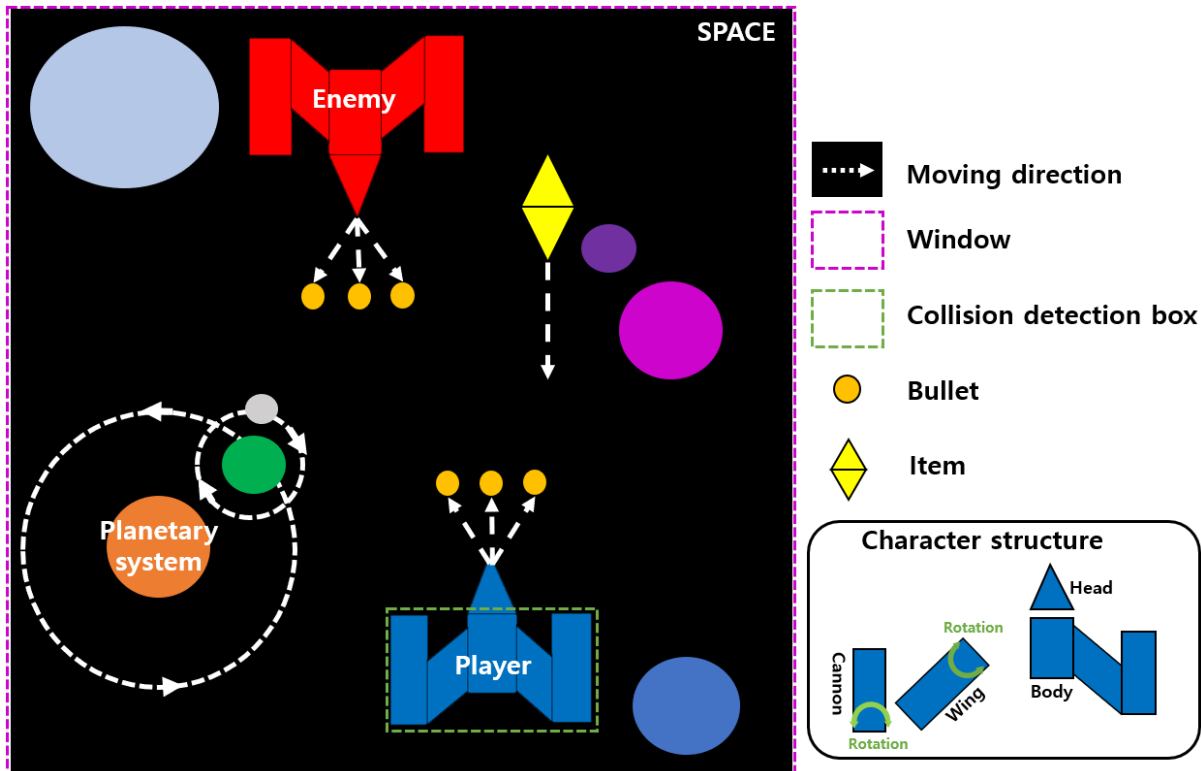 SPACE
Enemy
Planetary
system
Player
Moving direction
Window
Collision detection box
Bullet
Item
Character structure
Head
Rotation
Cannon
Wing
Body
Rotation